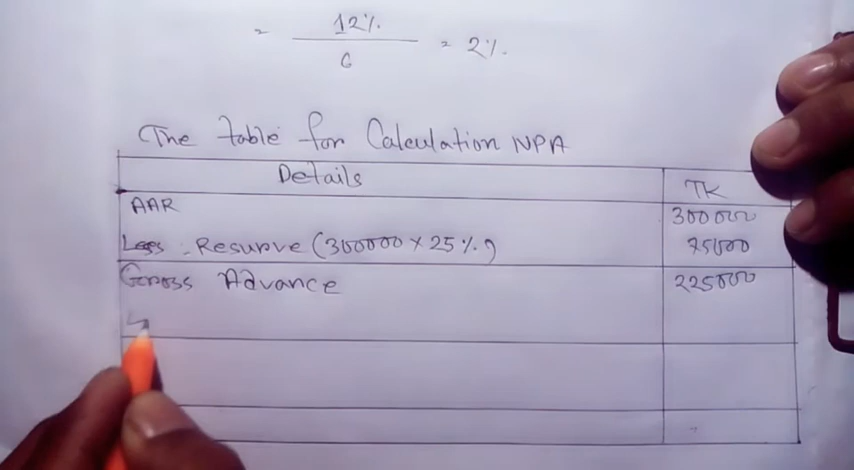 = 12% / 6 = 2%.
The table for Calculation NPA
Details TK
AAR 300000
Less: Resurve (300000 × 25%) 75000
Gross Advance 225000